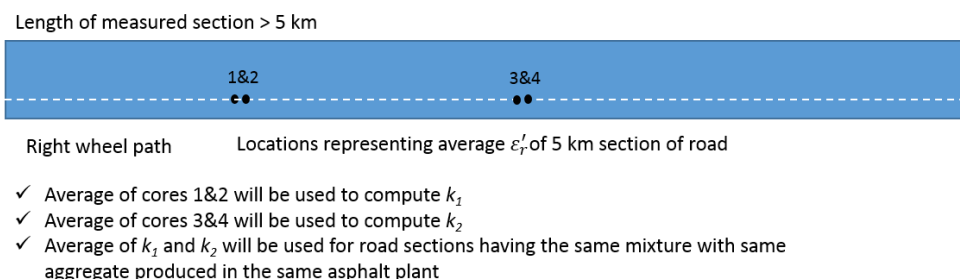 Length of measured section > 5 km
1&2
3&4
Right wheel path
Locations representing average ε′r of 5 km section of road
✓ Average of cores 1&2 will be used to compute k1
✓ Average of cores 3&4 will be used to compute k2
✓ Average of k1 and k2 will be used for road sections having the same mixture with same
aggregate produced in the same asphalt plant